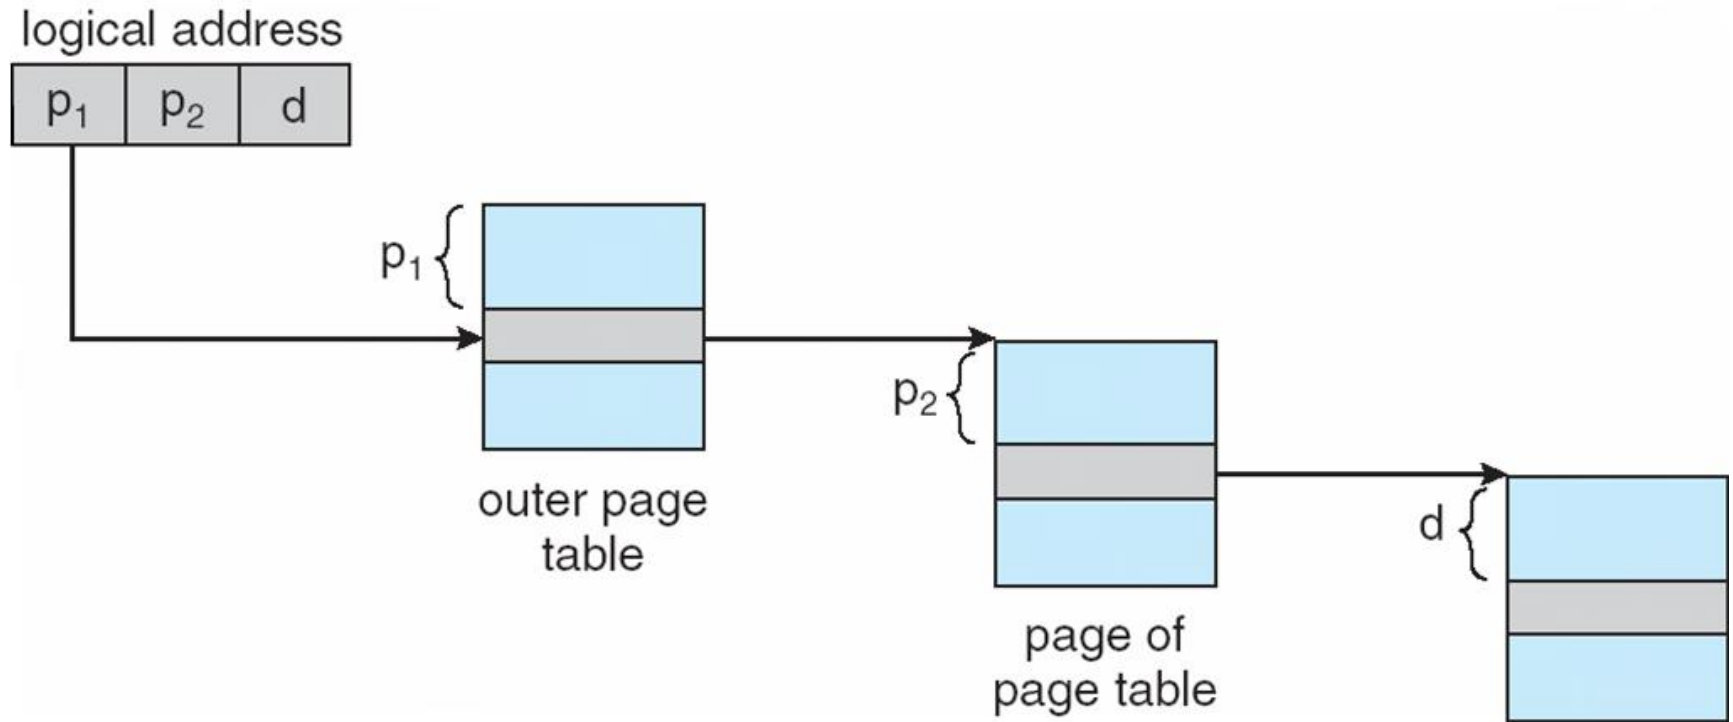 logical address
p₁ p₂ d
p₁
outer page
table
p₂
page of
page table
d